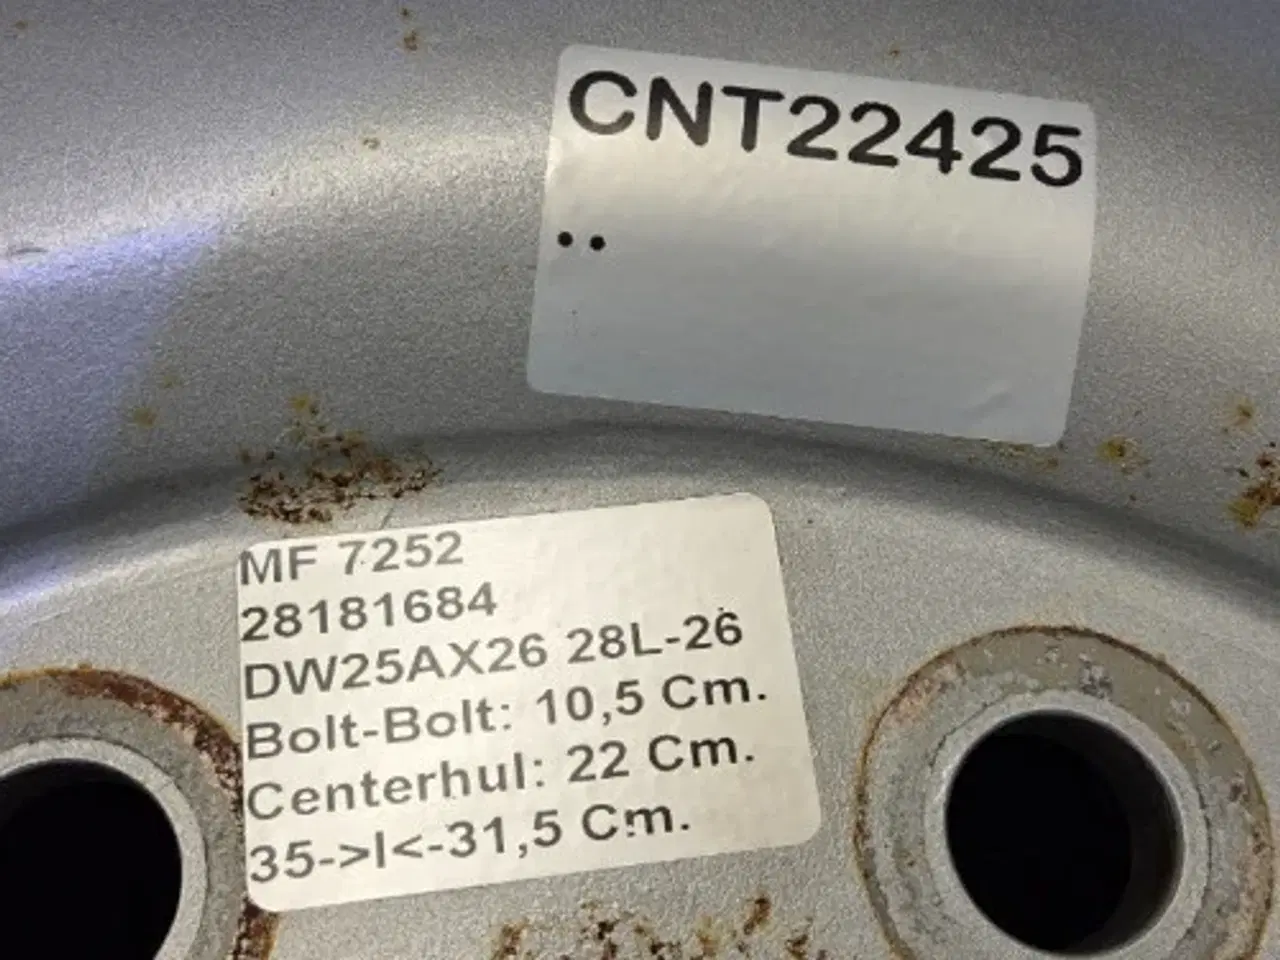 CNT22425
..
MF 7252
28181684
DW25AX26 28L-26
Bolt-Bolt: 10,5 Cm.
Centerhul: 22 Cm.
35->I<-31,5 Cm.